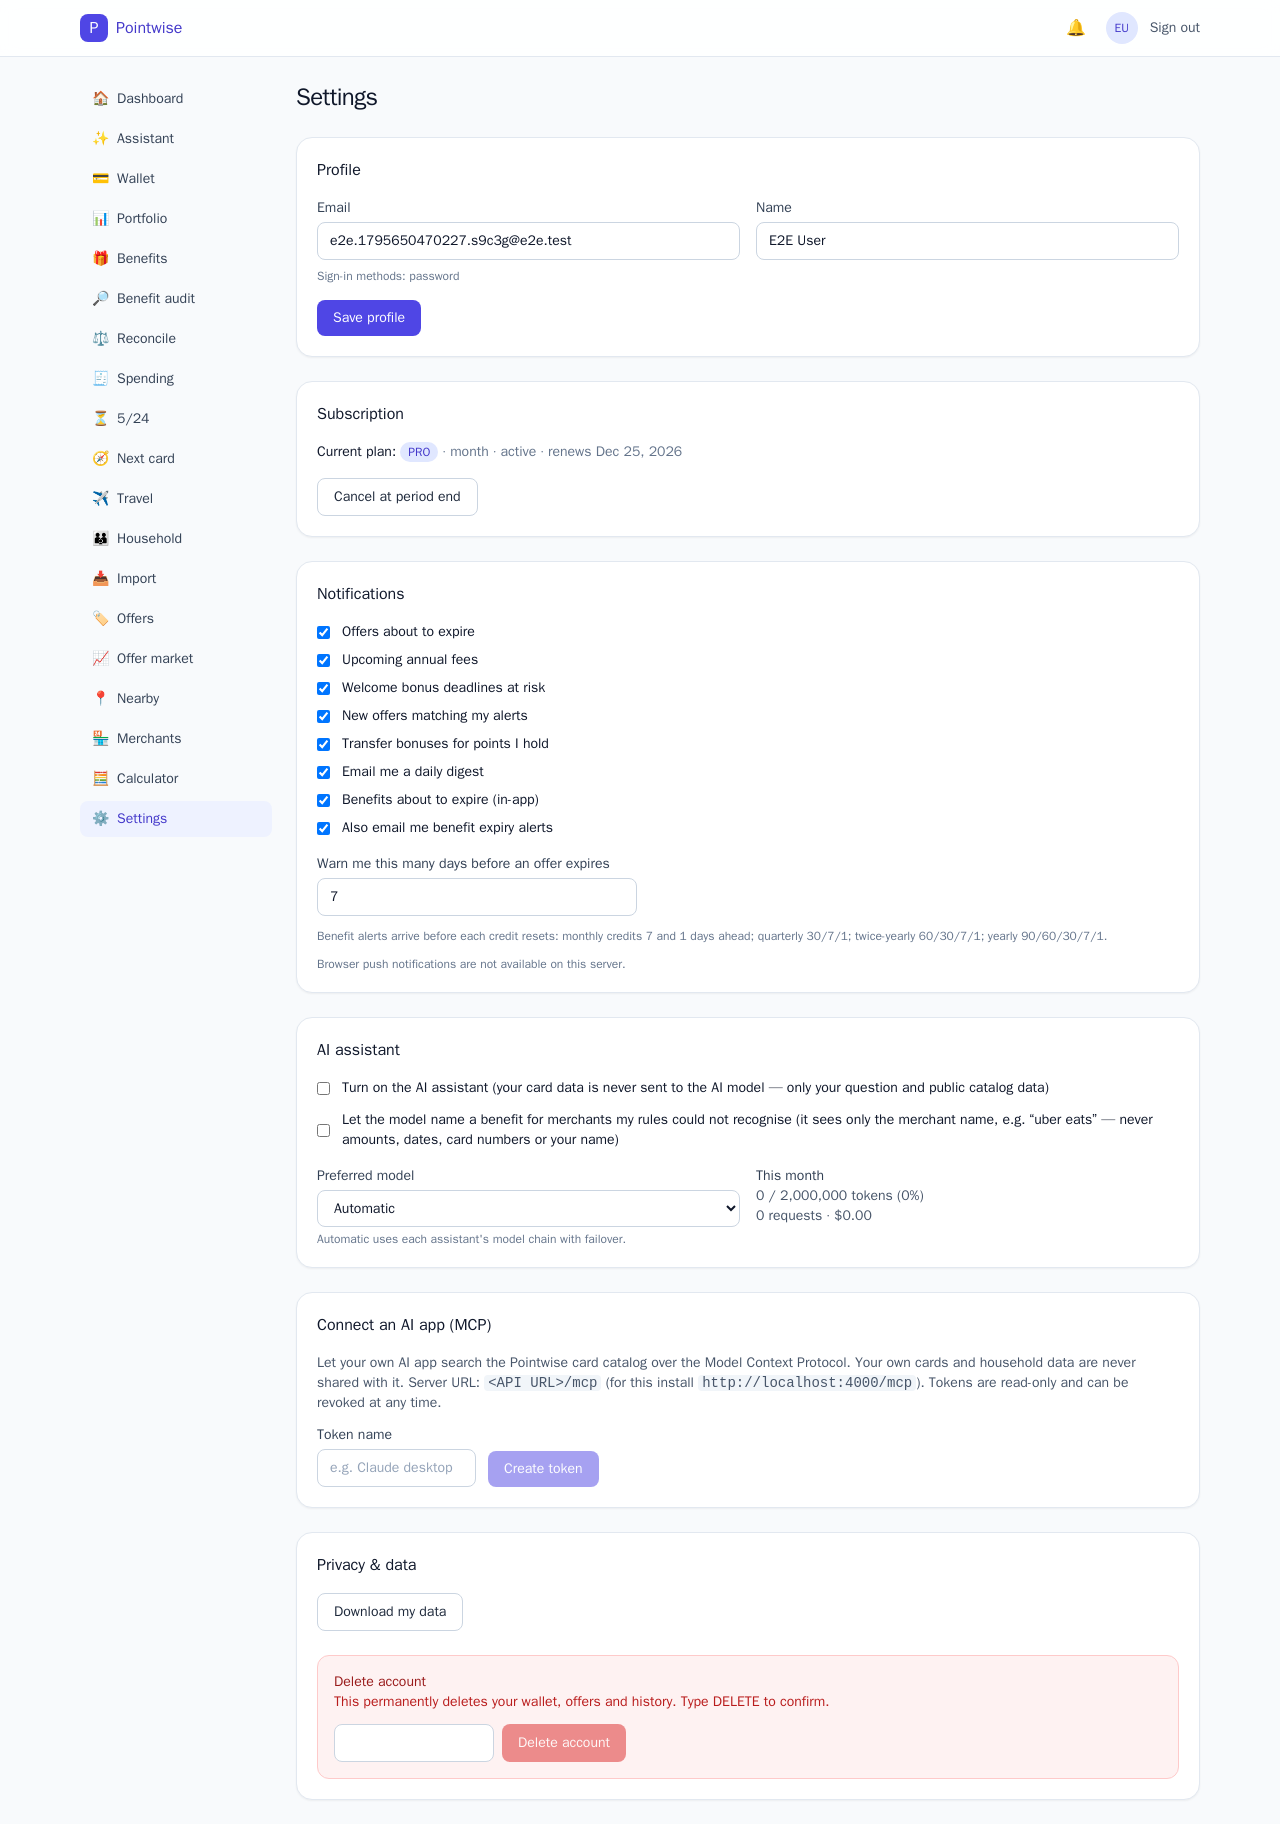 P Pointwise
EU Sign out
Dashboard
Assistant
Wallet
Portfolio
Benefits
Benefit audit
Reconcile
Spending
5/24
Next card
Travel
Household
Import
Offers
Offer market
Nearby
Merchants
Calculator
Settings
Settings
Profile
Email
e2e.1795650470227.s9c3g@e2e.test
Name
E2E User
Sign-in methods: password
Save profile
Subscription
Current plan: PRO · month · active · renews Dec 25, 2026
Cancel at period end
Notifications
Offers about to expire
Upcoming annual fees
Welcome bonus deadlines at risk
New offers matching my alerts
Transfer bonuses for points I hold
Email me a daily digest
Benefits about to expire (in-app)
Also email me benefit expiry alerts
Warn me this many days before an offer expires
7
Benefit alerts arrive before each credit resets: monthly credits 7 and 1 days ahead; quarterly 30/7/1; twice-yearly 60/30/7/1; yearly 90/60/30/7/1.
Browser push notifications are not available on this server.
AI assistant
Turn on the AI assistant (your card data is never sent to the AI model — only your question and public catalog data)
Let the model name a benefit for merchants my rules could not recognise (it sees only the merchant name, e.g. “uber eats” — never
amounts, dates, card numbers or your name)
Preferred model
Automatic
Automatic uses each assistant's model chain with failover.
This month
0 / 2,000,000 tokens (0%)
0 requests · $0.00
Connect an AI app (MCP)
Let your own AI app search the Pointwise card catalog over the Model Context Protocol. Your own cards and household data are never
shared with it. Server URL: <API URL>/mcp (for this install http://localhost:4000/mcp ). Tokens are read-only and can be
revoked at any time.
Token name
e.g. Claude desktop
Create token
Privacy & data
Download my data
Delete account
This permanently deletes your wallet, offers and history. Type DELETE to confirm.
Delete account